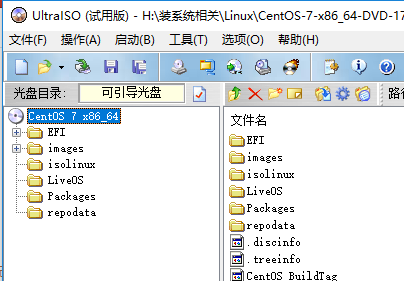 UltraISO (试用版) - H:\装系统相关\Linux\CentOS-7-x86_64-DVD-17
文件(F) 操作(A) 启动(B) 工具(T) 选项(O) 帮助(H)
光盘目录: 可引导光盘 路径
CentOS 7 x86_64
EFI
images
isolinux
LiveOS
Packages
repodata
文件名
EFI
images
isolinux
LiveOS
Packages
repodata
.discinfo
.treeinfo
CentOS_BuildTag